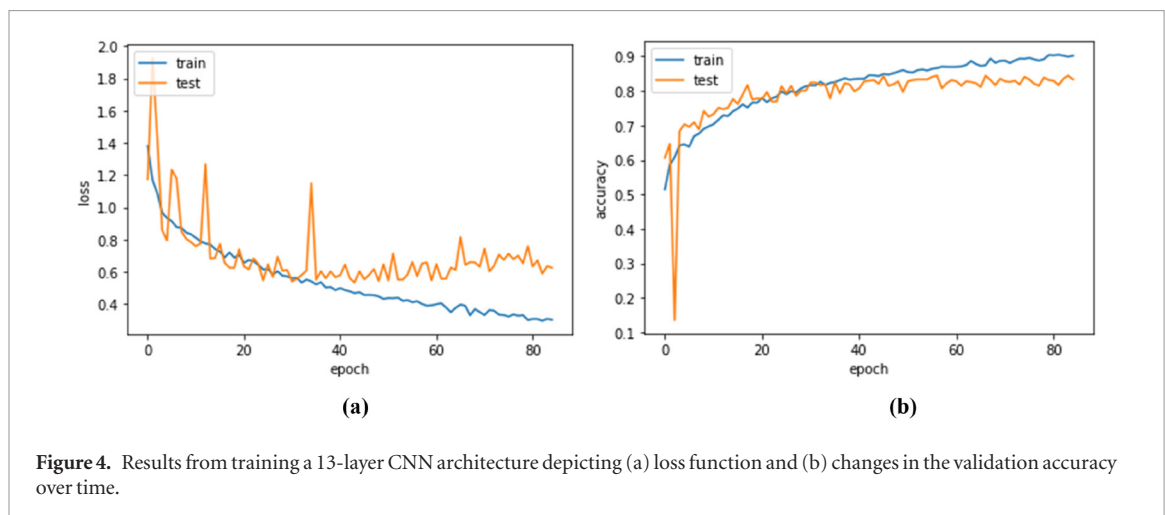 2.0
1.8
1.6
1.4
1.2
1.0
0.8
0.6
0.4
loss
train
test
0
20
40
60
80
epoch
(a)
0.9
0.8
0.7
0.6
0.5
0.4
0.3
0.2
0.1
accuracy
train
test
0
20
40
60
80
epoch
(b)
Figure 4. Results from training a 13-layer CNN architecture depicting (a) loss function and (b) changes in the validation accuracy
over time.